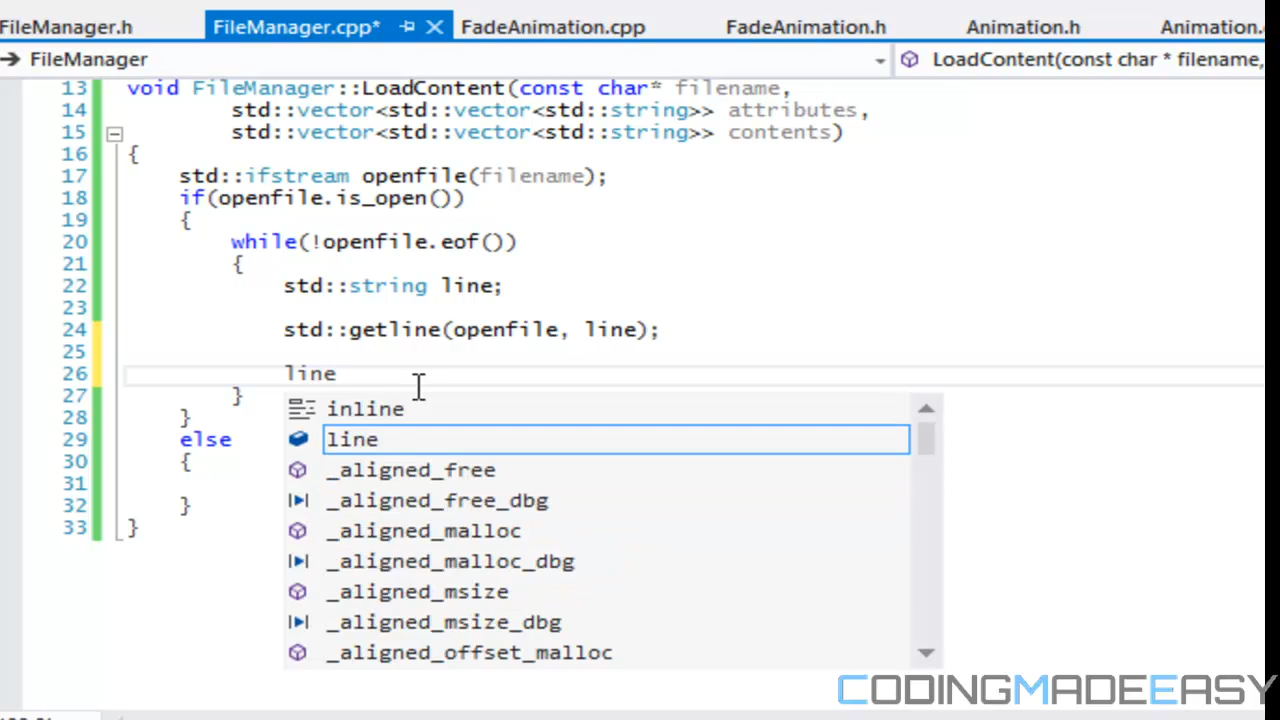 FileManager.h FileManager.cpp* FadeAnimation.cpp FadeAnimation.h Animation.h Animation.
FileManager LoadContent(const char * filename,
13 void FileManager::LoadContent(const char* filename,
14 std::vector<std::vector<std::string>> attributes,
15 std::vector<std::vector<std::string>> contents)
16 {
17 std::ifstream openfile(filename);
18 if(openfile.is_open())
19 {
20 while(!openfile.eof())
21 {
22 std::string line;
23
24 std::getline(openfile, line);
25
26 line
27 }
28 }
29 else
30 {
31
32 }
33 }
inline
line
_aligned_free
_aligned_free_dbg
_aligned_malloc
_aligned_malloc_dbg
_aligned_msize
_aligned_msize_dbg
_aligned_offset_malloc
CODINGMADEEASY